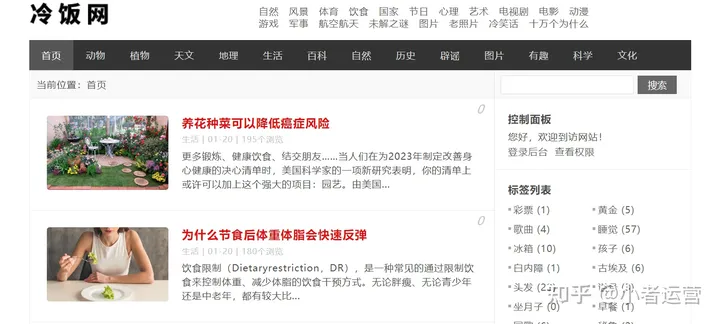 冷饭网
自然 风景 体育 饮食 国家 节日 心理 艺术 电视剧 电影 动漫
游戏 军事 航空航天 未解之谜 图片 老照片 冷笑话 十万个为什么
首页 动物 植物 天文 地理 生活 百科 自然 历史 辟谣 图片 有趣 科学 文化
当前位置：首页
搜索
0
养花种菜可以降低癌症风险
生活 | 01-20 | 195个浏览
更多锻炼、健康饮食、结交朋友……当人们在为2023年制定改善身
心健康的决心清单时，美国科学家的一项新研究表明，你的清单上
或许可以加上这个强大的项目：园艺。由美国...
0
为什么节食后体重体脂会快速反弹
生活 | 01-20 | 180个浏览
饮食限制（Dietaryrestriction，DR），是一种常见的通过限制饮
食来控制体重、减少体脂的饮食干预方式。无论胖瘦、无论青少年
还是中老年，都有较大比...
控制面板
您好，欢迎到访网站！
登录后台 查看权限
标签列表
彩票 (1) 黄金 (5)
歌曲 (4) 睡觉 (57)
冰箱 (10) 孩子 (6)
白内障 (1) 古埃及 (6)
头发 (23)
坐月子 (0) 早餐 (1)
知乎 @小者运营